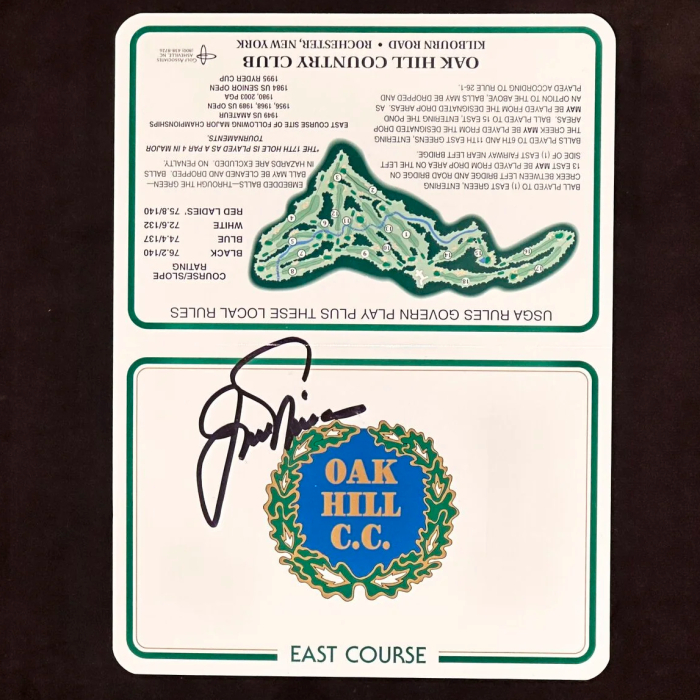 OAK HILL COUNTRY CLUB
KILBOURN ROAD • ROCHESTER, NEW YORK
Golf Associates
ASHEVILLE, NC
EAST COURSE SITE OF FOLLOWING MAJOR CHAMPIONSHIPS
1949 US AMATEUR
1956, 1968, 1989 US OPEN
1980, 2003 PGA
1984 US SENIOR OPEN
1995 RYDER CUP
*THE 17TH HOLE IS PLAYED AS A PAR 4 IN MAJOR
TOURNAMENTS.
USGA RULES GOVERN PLAY PLUS THESE LOCAL RULES
COURSE/SLOPE
RATING
BLACK 76.2/140
BLUE 74.4/137
WHITE 72.6/132
RED LADIES' 75.8/140
EMBEDDED BALLS—THROUGH-THE-GREEN—
BALL MAY BE CLEANED AND DROPPED, BALLS
IN HAZARDS ARE EXCLUDED. NO PENALTY.
BALL PLAYED TO (1) EAST GREEN, ENTERING
CREEK BETWEEN BRIDGE AND ROAD BRIDGE ON
13 EAST MAY BE PLAYED FROM DROP AREA ON THE LEFT
SIDE OF (1) EAST FAIRWAY NEAR LAST BRIDGE.
BALLS PLAYED TO 6TH AND 11TH EAST GREENS, ENTERING
THE CREEK MAY BE PLAYED FROM THE DESIGNATED DROP
AREAS. BALL PLAYED TO 15 EAST, ENTERING THE POND
MAY BE PLAYED FROM THE DESIGNATED DROP AREA. AS
AN OPTION TO THE ABOVE, BALLS MAY BE DROPPED AND
PLAYED ACCORDING TO RULE 26-1.
OAK
HILL
C.C.
EAST COURSE